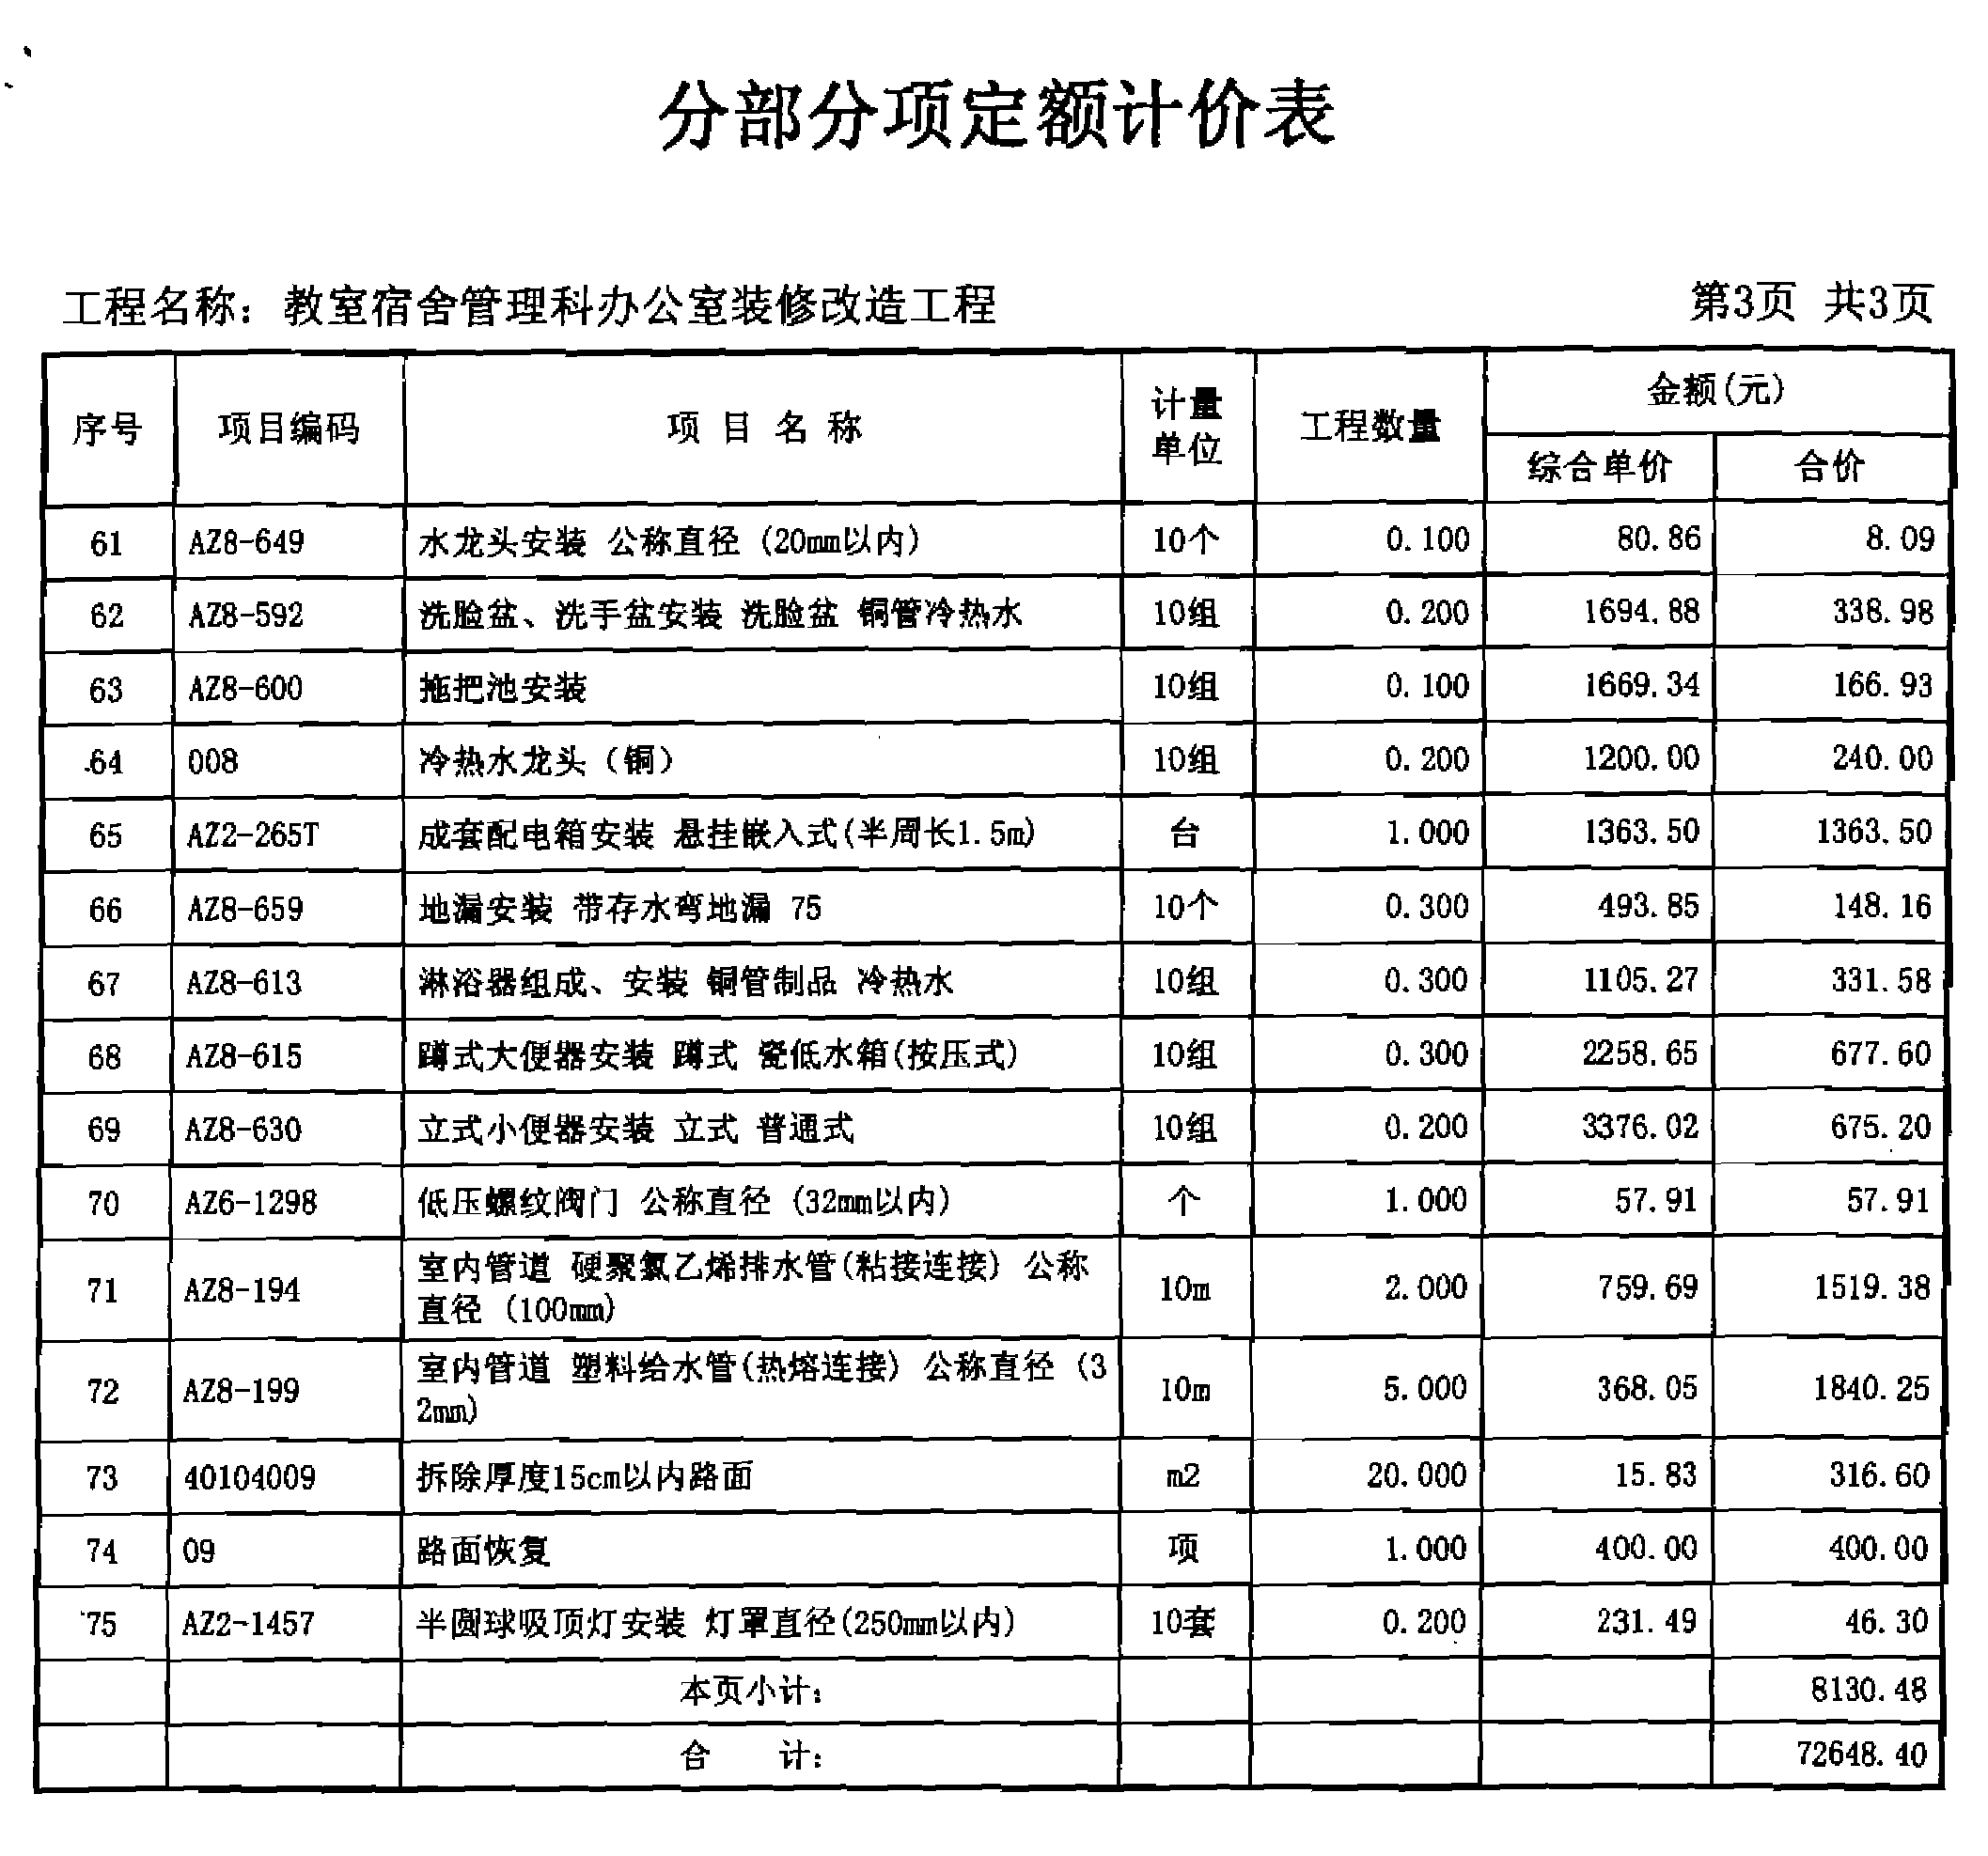 分部分项定额计价表
工程名称：教室宿舍管理科办公室装修改造工程 第3页 共3页
序号 项目编码 项 目 名 称 计量单位 工程数量 金额(元)
综合单价 合价
61 AZ8-649 水龙头安装 公称直径 (20mm以内) 10个 0.100 80.86 8.09
62 AZ8-592 洗脸盆、洗手盆安装 洗脸盆 铜管冷热水 10组 0.200 1694.88 338.98
63 AZ8-600 拖把池安装 10组 0.100 1669.34 166.93
64 008 冷热水龙头（铜） 10组 0.200 1200.00 240.00
65 AZ2-265T 成套配电箱安装 悬挂嵌入式(半周长1.5m) 台 1.000 1363.50 1363.50
66 AZ8-659 地漏安装 带存水弯地漏 75 10个 0.300 493.85 148.16
67 AZ8-613 淋浴器组成、安装 铜管制品 冷热水 10组 0.300 1105.27 331.58
68 AZ8-615 蹲式大便器安装 蹲式 瓷低水箱(按压式) 10组 0.300 2258.65 677.60
69 AZ8-630 立式小便器安装 立式 普通式 10组 0.200 3376.02 675.20
70 AZ6-1298 低压螺纹阀门 公称直径 (32mm以内) 个 1.000 57.91 57.91
71 AZ8-194 室内管道 硬聚氯乙烯排水管(粘接连接) 公称
直径 (100mm) 10m 2.000 759.69 1519.38
72 AZ8-199 室内管道 塑料给水管(热熔连接) 公称直径 (3
2mm) 10m 5.000 368.05 1840.25
73 40104009 拆除厚度15cm以内路面 m2 20.000 15.83 316.60
74 09 路面恢复 项 1.000 400.00 400.00
75 AZ2-1457 半圆球吸顶灯安装 灯罩直径(250mm以内) 10套 0.200 231.49 46.30
本页小计： 8130.48
合 计： 72648.40